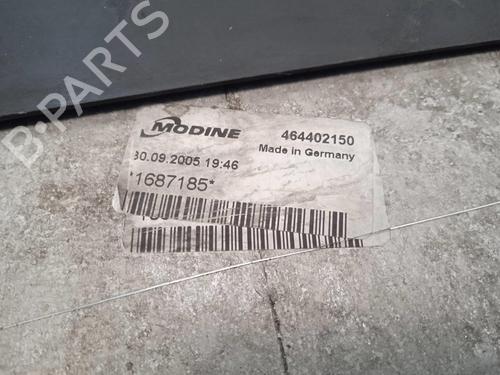 B-PARTS
MODINE 464402150
Made in Germany
30.09.2005 19:46
*1687185*